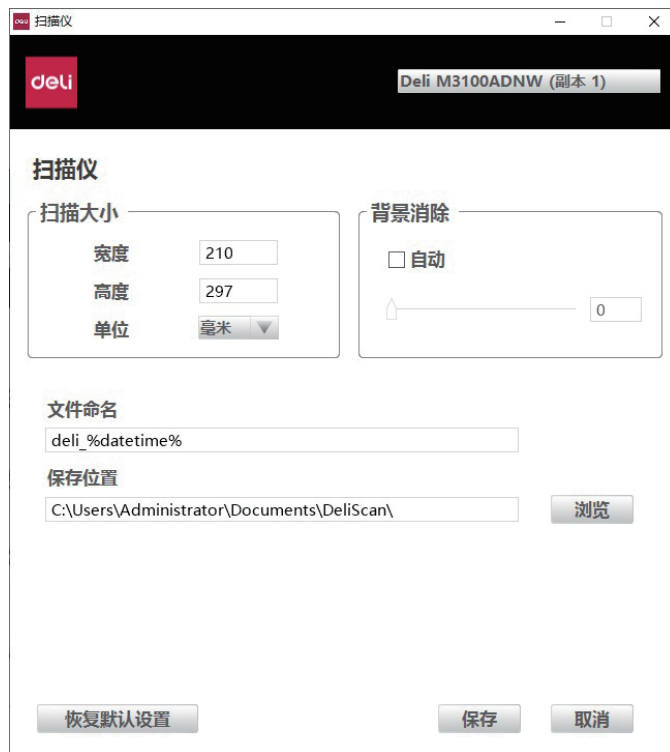 deli 扫描仪
deli
Deli M3100ADNW (副本 1)
扫描仪
扫描大小
宽度 210
高度 297
单位 毫米
背景消除
自动
0
文件命名
deli_%datetime%
保存位置
C:\Users\Administrator\Documents\DeliScan\
浏览
恢复默认设置 保存 取消